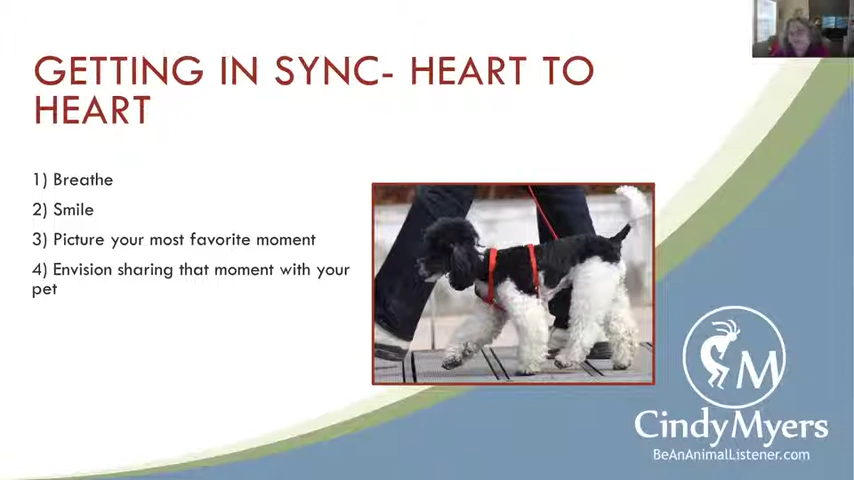 GETTING IN SYNC- HEART TO
HEART
1) Breathe
2) Smile
3) Picture your most favorite moment
4) Envision sharing that moment with your
pet
M
CindyMyers
BeAnAnimalListener.com